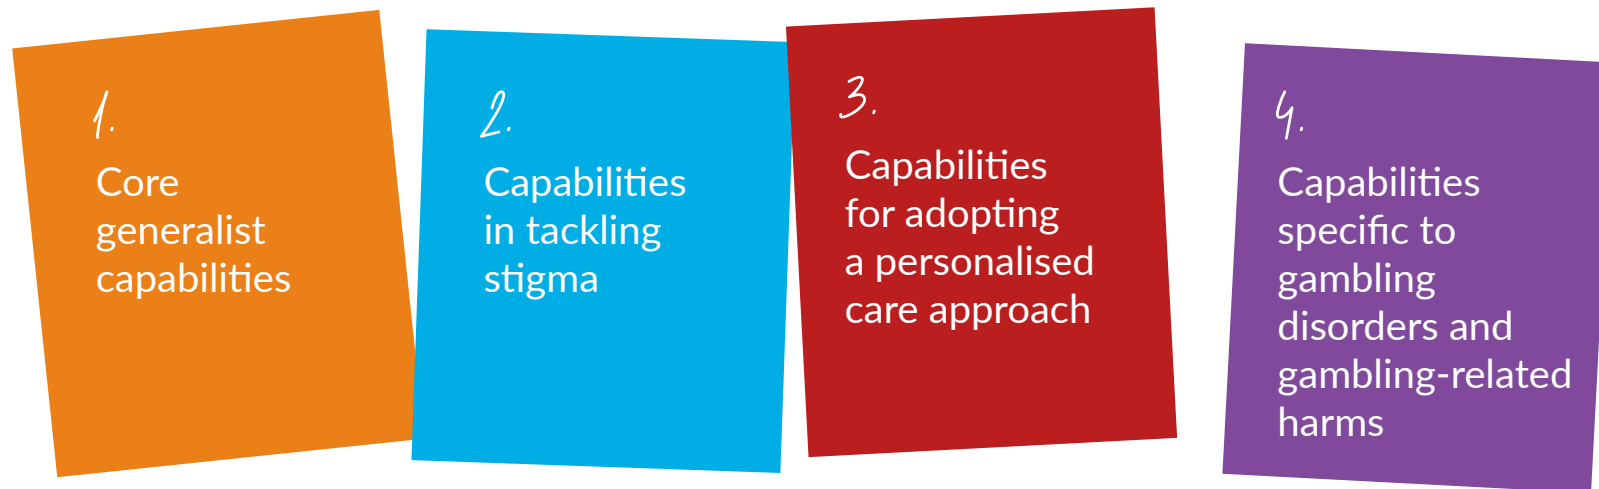 1.
Core
generalist
capabilities
2.
Capabilities
in tackling
stigma
3.
Capabilities
for adopting
a personalised
care approach
4.
Capabilities
specific to
gambling
disorders and
gambling-related
harms